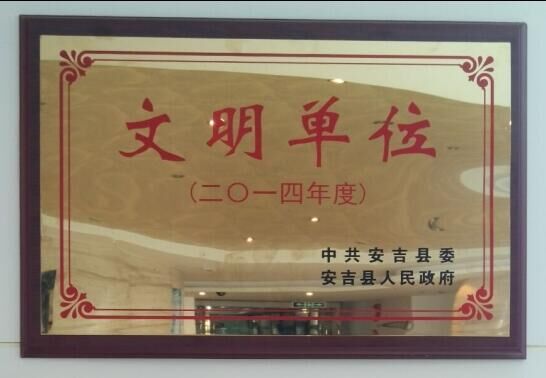 文明单位
(二〇一四年度)
中共安吉县委
安吉县人民政府